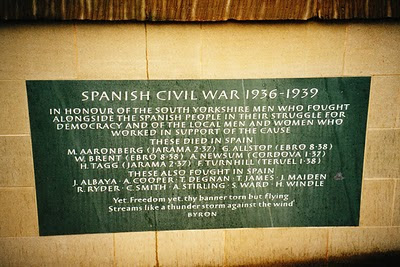 SPANISH CIVIL WAR 1936-1939
IN HONOUR OF THE SOUTH YORKSHIRE MEN WHO FOUGHT
ALONGSIDE THE SPANISH PEOPLE IN THEIR STRUGGLE FOR
DEMOCRACY AND OF THE LOCAL MEN AND WOMEN WHO
WORKED IN SUPPORT OF THE CAUSE
THESE DIED IN SPAIN
M. AARONBERG (JARAMA 2·37) G. ALLSTOP (EBRO 8·38)
W. BRENT (EBRO 8·38) A. NEWSUM (CORDOVA 1·37)
H. TAGG (JARAMA 2·37) F. TURNHILL (TERUEL 1·38)
THESE ALSO FOUGHT IN SPAIN
J. ALBAYA · A. COOPER · T. DEGNAN · T. JAMES · J. MAIDEN
R. RYDER · C. SMITH · A. STIRLING · S. WARD · H. WINDLE
Yet, Freedom yet, thy banner torn but flying
Streams like a thunder storm against the wind
BYRON